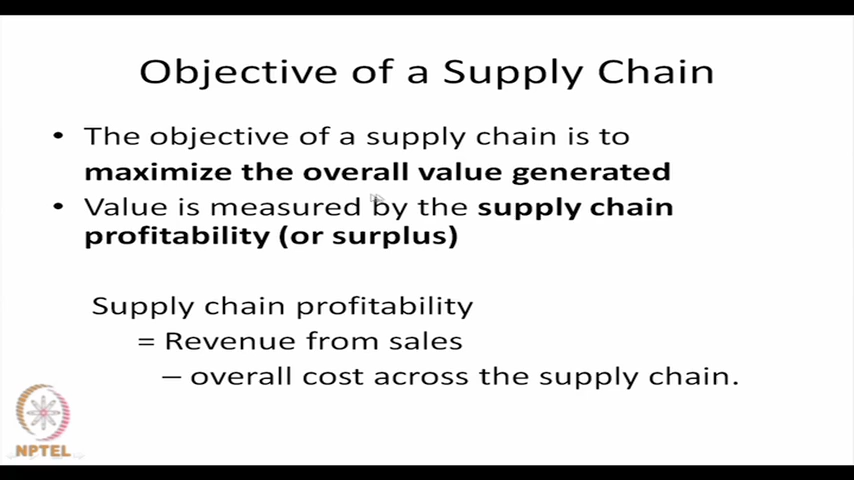 Objective of a Supply Chain
• The objective of a supply chain is to
maximize the overall value generated
• Value is measured by the supply chain
profitability (or surplus)
Supply chain profitability
= Revenue from sales
– overall cost across the supply chain.
NPTEL